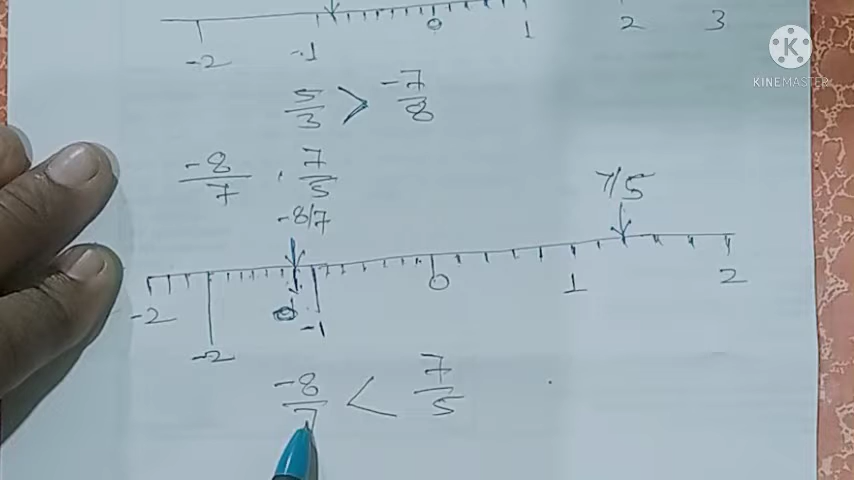 -2 -1 0 1 2 3
K
KINEMASTER
5/3 > -7/8
-8/7 , 7/5
-8/7 7/5
-2 0 1 2
-1
-2
-8/7 < 7/5